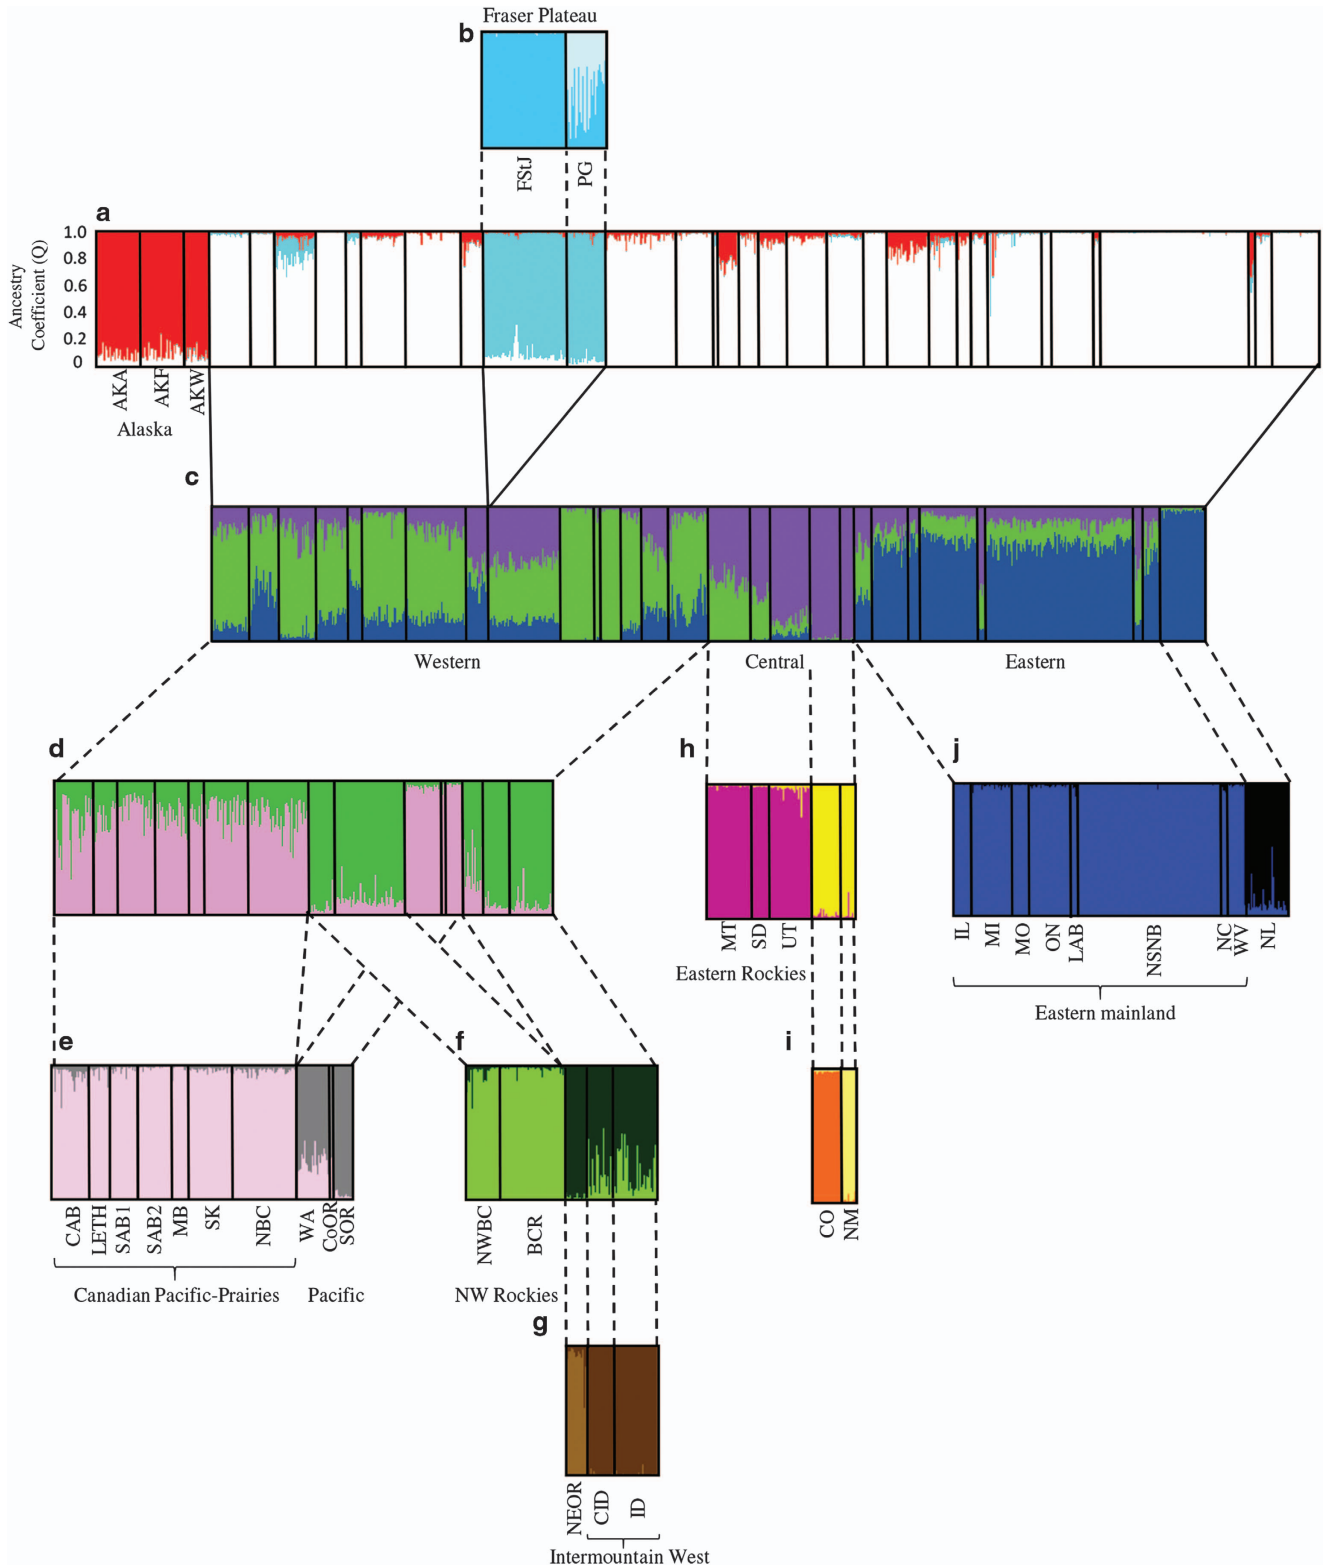 Fraser Plateau
b
FStJ
PG
a
Ancestry
Coefficient (Q)
1.0
0.8
0.6
0.4
0.2
0
AKA
AKF
AKW
Alaska
c
Western
Central
Eastern
d
h
j
MT
SD
UT
Eastern Rockies
IL
MI
MO
ON
LAB
NSNB
NC
WV
NL
Eastern mainland
e
f
i
CAB
LETH
SAB1
SAB2
MB
SK
NBC
WA
CoOR
SOR
Canadian Pacific-Prairies
Pacific
NWBC
BCR
NW Rockies
CO
NM
g
NEOR
CID
ID
Intermountain West